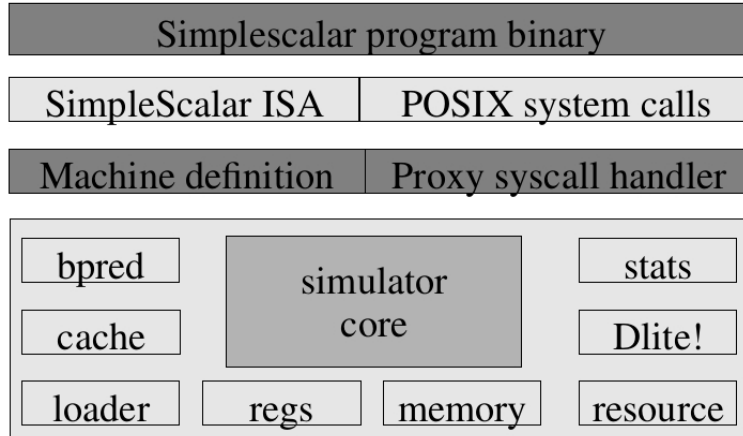 Simplescalar program binary
SimpleScalar ISA
POSIX system calls
Machine definition
Proxy syscall handler
bpred
simulator
core
stats
cache
Dlite!
loader
regs
memory
resource